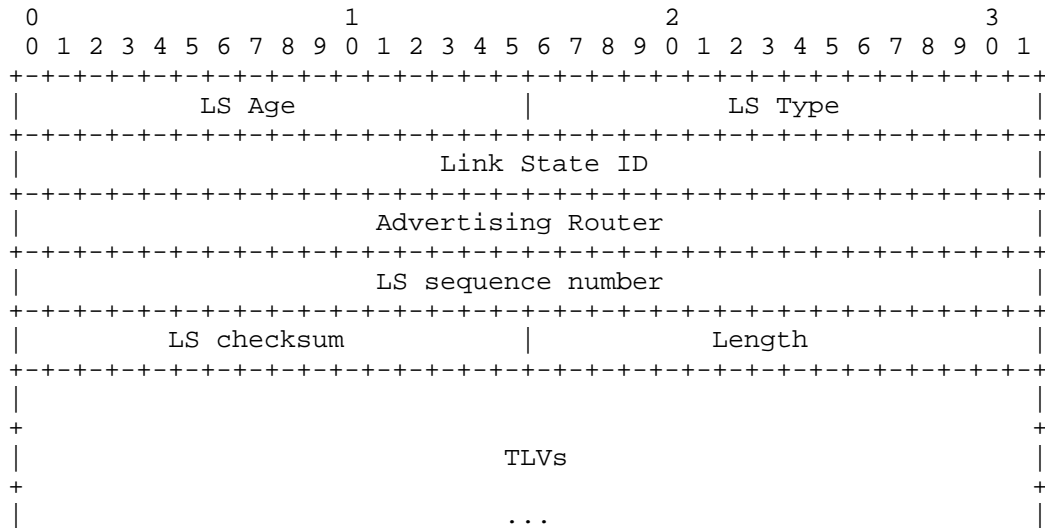 0                   1                   2                   3
 0 1 2 3 4 5 6 7 8 9 0 1 2 3 4 5 6 7 8 9 0 1 2 3 4 5 6 7 8 9 0 1
+-+-+-+-+-+-+-+-+-+-+-+-+-+-+-+-+-+-+-+-+-+-+-+-+-+-+-+-+-+-+-+-+
|           LS Age              |            LS Type            |
+-+-+-+-+-+-+-+-+-+-+-+-+-+-+-+-+-+-+-+-+-+-+-+-+-+-+-+-+-+-+-+-+
|                          Link State ID                        |
+-+-+-+-+-+-+-+-+-+-+-+-+-+-+-+-+-+-+-+-+-+-+-+-+-+-+-+-+-+-+-+-+
|                      Advertising Router                       |
+-+-+-+-+-+-+-+-+-+-+-+-+-+-+-+-+-+-+-+-+-+-+-+-+-+-+-+-+-+-+-+-+
|                      LS sequence number                       |
+-+-+-+-+-+-+-+-+-+-+-+-+-+-+-+-+-+-+-+-+-+-+-+-+-+-+-+-+-+-+-+-+
|         LS checksum           |           Length              |
+-+-+-+-+-+-+-+-+-+-+-+-+-+-+-+-+-+-+-+-+-+-+-+-+-+-+-+-+-+-+-+-+
|                                                               |
+                                                               +
|                              TLVs                             |
+                                                               +
|                              ...                              |